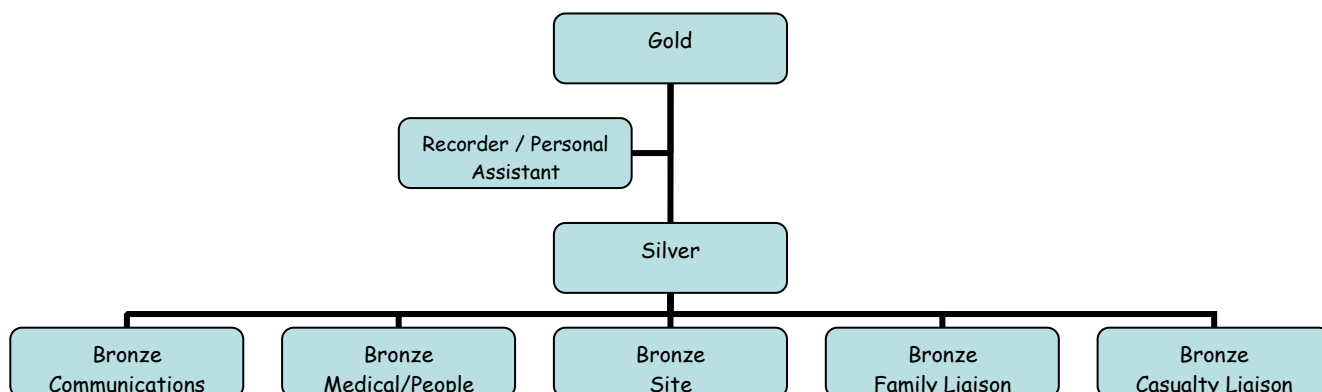 Gold
Recorder / Personal
Assistant
Silver
Bronze
Communications
Bronze
Medical/People
Bronze
Site
Bronze
Family Liaison
Bronze
Casualty Liaison